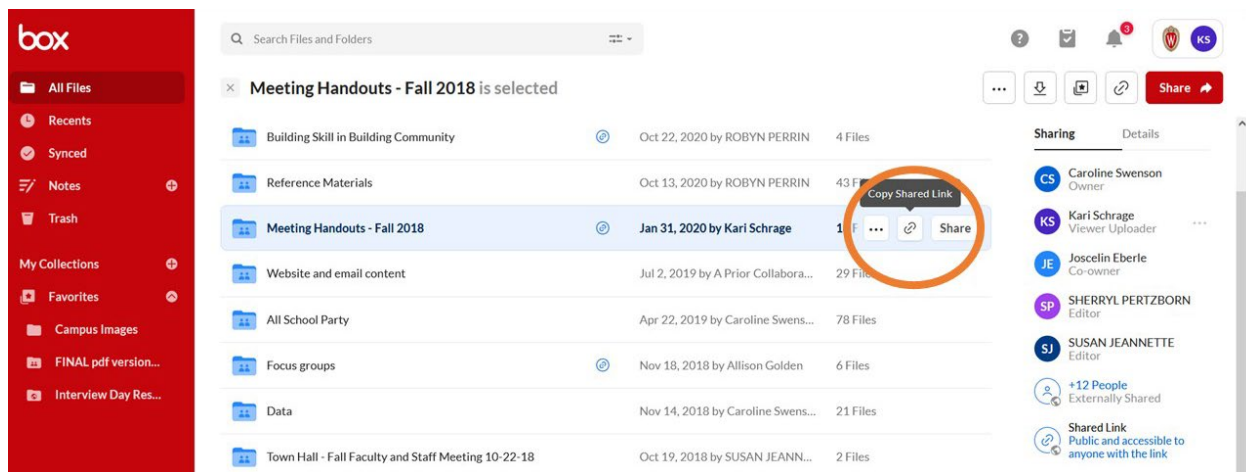 box
Search Files and Folders
3
KS
All Files
Meeting Handouts - Fall 2018 is selected
Share
Recents
Synced
Notes
Trash
My Collections
Favorites
Campus Images
FINAL pdf version...
Interview Day Res...
Building Skill in Building Community Oct 22, 2020 by ROBYN PERRIN 4 Files
Reference Materials Oct 13, 2020 by ROBYN PERRIN 43 F
Copy Shared Link
Meeting Handouts - Fall 2018 Jan 31, 2020 by Kari Schrage ... Share
Website and email content Jul 2, 2019 by A Prior Collabora... 29 Files
All School Party Apr 22, 2019 by Caroline Swens... 78 Files
Focus groups Nov 18, 2018 by Allison Golden 6 Files
Data Nov 14, 2018 by Caroline Swens... 21 Files
Town Hall - Fall Faculty and Staff Meeting 10-22-18 Oct 19, 2018 by SUSAN JEANN... 2 Files
Sharing Details
CS Caroline Swenson
Owner
KS Kari Schrage
Viewer Uploader
JE Joscelin Eberle
Co-owner
SP SHERRYL PERTZBORN
Editor
SJ SUSAN JEANNETTE
Editor
+12 People
Externally Shared
Shared Link
Public and accessible to
anyone with the link